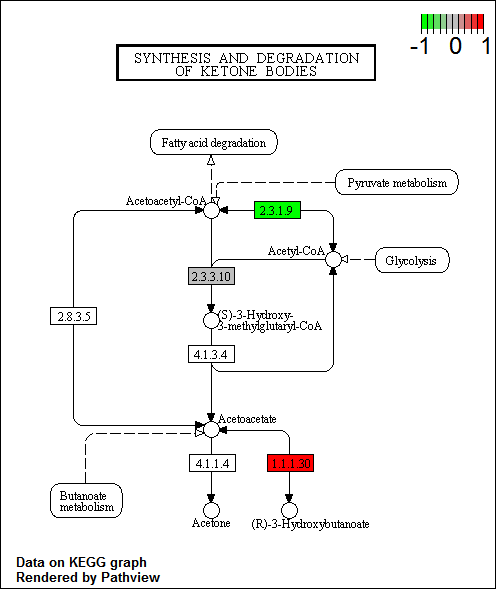 -1 0 1
SYNTHESIS AND DEGRADATION
OF KETONE BODIES
Fatty acid degradation
Pyruvate metabolism
Acetoacetyl-CoA
2.3.1.9
Acetyl-CoA
Glycolysis
2.3.3.10
2.8.3.5
(S)-3-Hydroxy-
3-methylglutaryl-CoA
4.1.3.4
Acetoacetate
4.1.1.4
1.1.1.30
Butanoate
metabolism
Acetone
(R)-3-Hydroxybutanoate
Data on KEGG graph
Rendered by Pathview